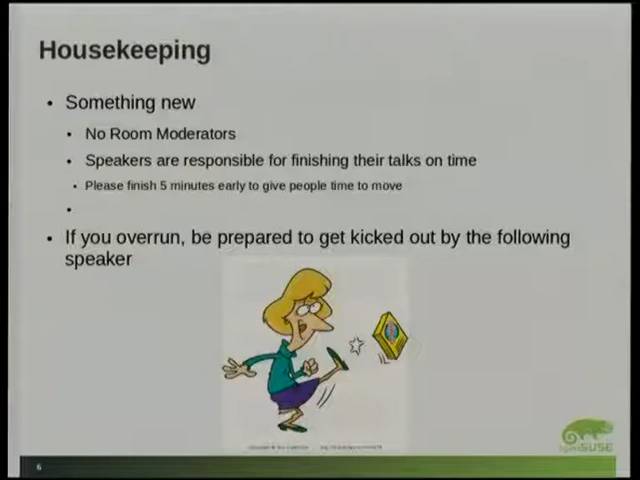 Housekeeping
• Something new
• No Room Moderators
• Speakers are responsible for finishing their talks on time
• Please finish 5 minutes early to give people time to move
•
• If you overrun, be prepared to get kicked out by the following
speaker
openSUSE
6